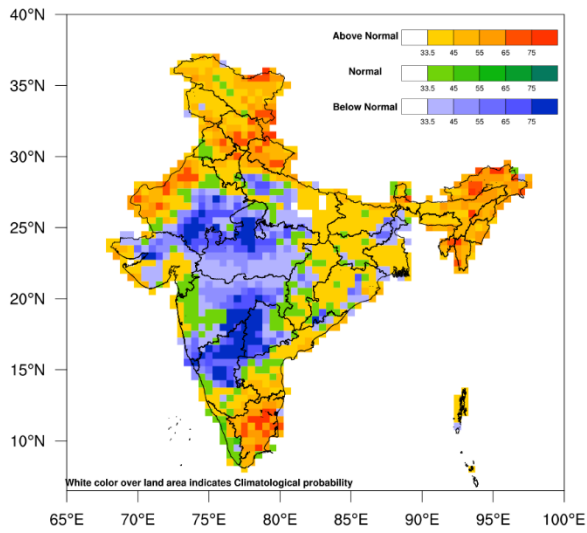 40°N
35°N
30°N
25°N
20°N
15°N
10°N
Above Normal
33.5 45 55 65 75
Normal
33.5 45 55 65 75
Below Normal
33.5 45 55 65 75
White color over land area indicates Climatological probability
65°E 70°E 75°E 80°E 85°E 90°E 95°E 100°E